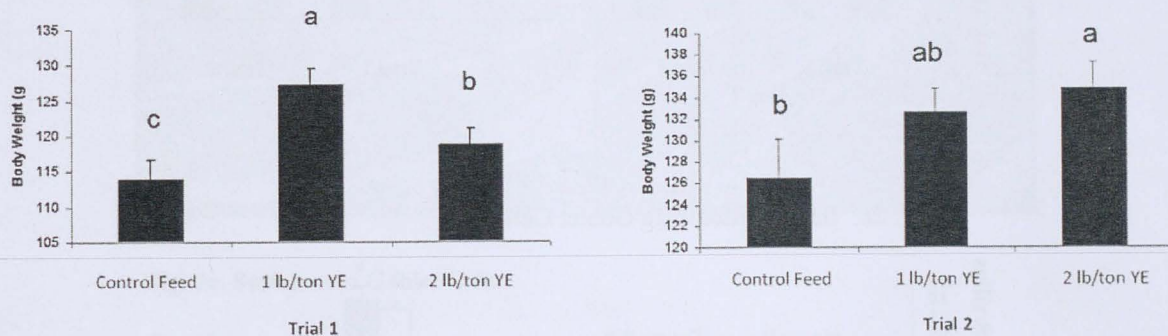 135
130
125
120
115
110
105
Body Weight (g)
c
a
b
Control Feed
1 lb/ton YE
2 lb/ton YE
Trial 1
140
138
136
134
132
130
128
126
124
122
120
Body Weight (g)
b
ab
a
Control Feed
1 lb/ton YE
2 lb/ton YE
Trial 2